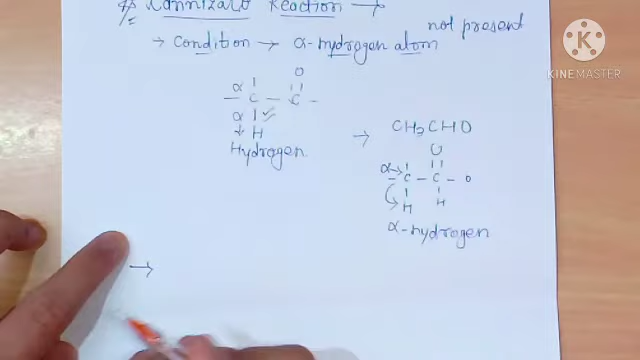 Cannizaro Reaction →
not present
→ Condition → α-hydrogen atom
O
α
— C — C —
α
H
Hydrogen
→ CH3CHO
O
α
C — C — O
H H
α-hydrogen
→
KINEMASTER